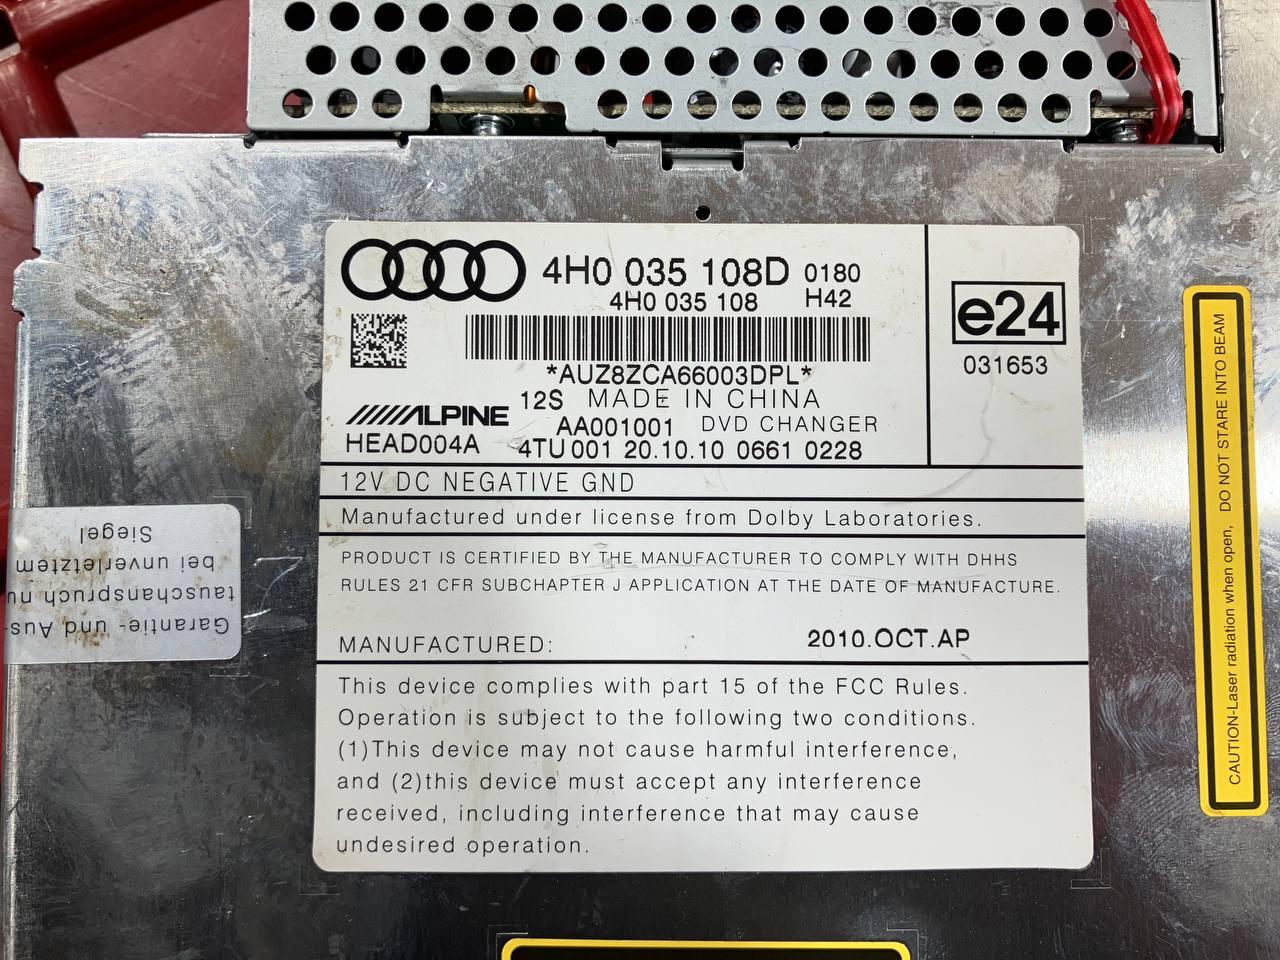 4H0 035 108D 0180
4H0 035 108 H42
*AUZ8ZCA66003DPL*
12S MADE IN CHINA
ALPINE AA001001 DVD CHANGER
HEAD004A 4TU001 20.10.10 0661 0228
e24
031653
12V DC NEGATIVE GND
Manufactured under license from Dolby Laboratories.
PRODUCT IS CERTIFIED BY THE MANUFACTURER TO COMPLY WITH DHHS
RULES 21 CFR SUBCHAPTER J APPLICATION AT THE DATE OF MANUFACTURE.
MANUFACTURED: 2010.OCT.AP
This device complies with part 15 of the FCC Rules.
Operation is subject to the following two conditions.
(1)This device may not cause harmful interference,
and (2)this device must accept any interference
received, including interference that may cause
undesired operation.
Garantie- und Aus-
tauschanspruch nu
bei unverletztem
Siegel
CAUTION-Laser radiation when open, DO NOT STARE INTO BEAM